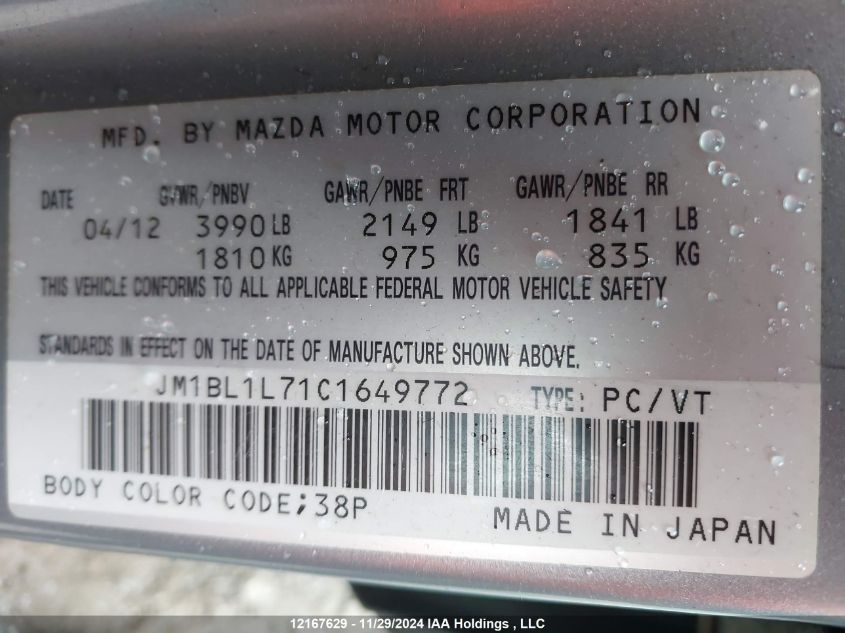 MFD. BY MAZDA MOTOR CORPORATION
DATE GVWR/PNBV GAWR/PNBE FRT GAWR/PNBE RR
04/12 3990 LB 2149 LB 1841 LB
1810 KG 975 KG 835 KG
THIS VEHICLE CONFORMS TO ALL APPLICABLE FEDERAL MOTOR VEHICLE SAFETY
STANDARDS IN EFFECT ON THE DATE OF MANUFACTURE SHOWN ABOVE.
JM1BL1L71C1649772 TYPE: PC/VT
BODY COLOR CODE;38P
MADE IN JAPAN
12167629 - 11/29/2024 IAA Holdings , LLC